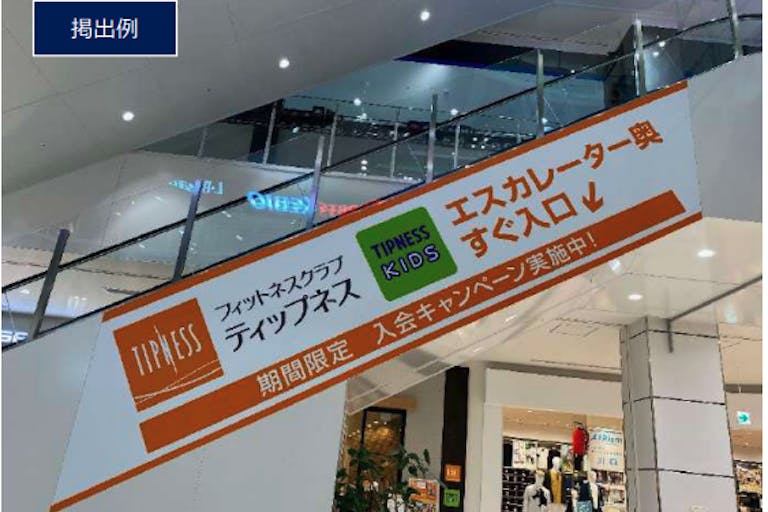 掲出例
TIPNESS
フィットネスクラブ
ティップネス
TIPNESS
KIDS
エスカレーター奥
すぐ入口↙
期間限定 入会キャンペーン実施中!